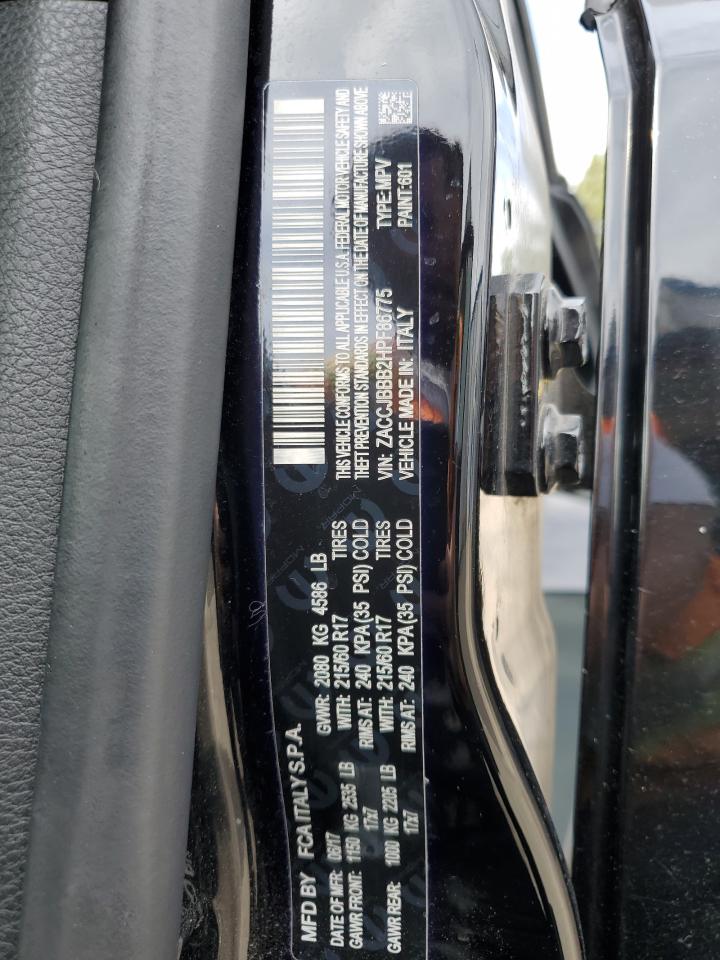 MFD BY FCA ITALY S.P.A.
DATE OF MFR: 06/17 GVWR: 2080 KG 4586 LB
GAWR FRONT: 1150 KG 2535 LB WITH: 215/60 R17 TIRES
17x7 RIMS AT: 240 KPA(35 PSI) COLD
GAWR REAR: 1000 KG 2205 LB WITH: 215/60 R17 TIRES
17x7 RIMS AT: 240 KPA(35 PSI) COLD
THIS VEHICLE CONFORMS TO ALL APPLICABLE U.S.A. FEDERAL MOTOR VEHICLE SAFETY AND
THEFT PREVENTION STANDARDS IN EFFECT ON THE DATE OF MANUFACTURE SHOWN ABOVE
VIN: ZACCJBBB2HPF86775 TYPE:MPV
VEHICLE MADE IN: ITALY PAINT:601
MOPAR